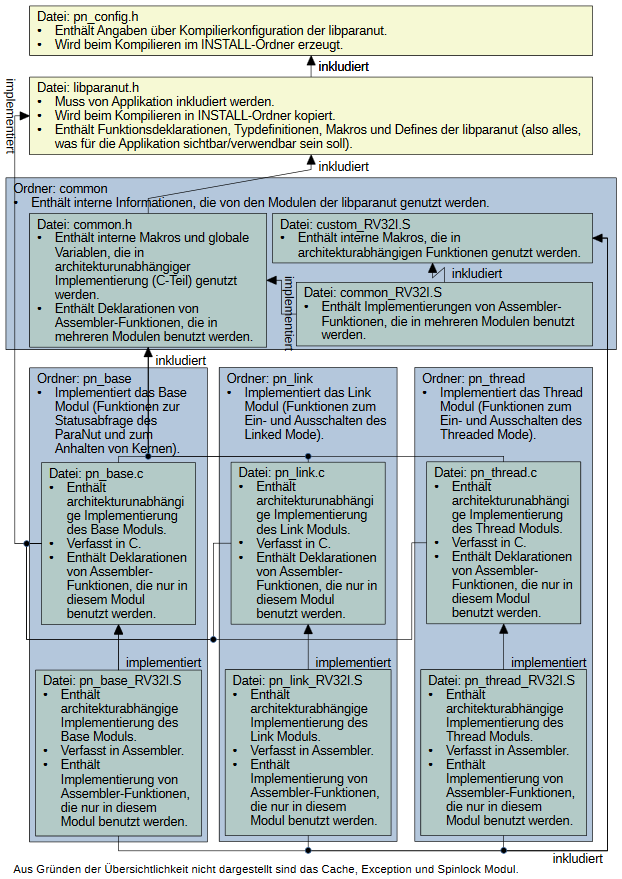 Datei: pn_config.h
• Enthält Angaben über Kompilierkonfiguration der libparanut.
• Wird beim Kompilieren im INSTALL-Ordner erzeugt.
inkludiert
implementiert
Datei: libparanut.h
• Muss von Applikation inkludiert werden.
• Wird beim Kompilieren in INSTALL-Ordner kopiert.
• Enthält Funktionsdeklarationen, Typdefinitionen, Makros und Defines der libparanut (also alles,
was für die Applikation sichtbar/verwendbar sein soll).
inkludiert
Ordner: common
• Enthält interne Informationen, die von den Modulen der libparanut genutzt werden.
Datei: common.h
• Enthält interne Makros und globale
Variablen, die in
architekturunabhängiger
Implementierung (C-Teil) genutzt
werden.
• Enthält Deklarationen von
Assembler-Funktionen, die in
mehreren Modulen benutzt werden.
Datei: custom_RV32I.S
• Enthält interne Makros, die in
architekturabhängigen Funktionen genutzt werden.
inkludiert
implementiert
Datei: common_RV32I.S
• Enthält Implementierungen von Assembler-
Funktionen, die in mehreren Modulen benutzt
werden.
inkludiert
Ordner: pn_base
• Implementiert das Base
Modul (Funktionen zur
Statusabfrage des
ParaNut und zum
Anhalten von Kernen).
Datei: pn_base.c
• Enthält
architekturunabhängi
ge Implementierung
des Base Moduls.
• Verfasst in C.
• Enthält Deklarationen
von Assembler-
Funktionen, die nur in
diesem Modul
benutzt werden.
implementiert
Datei: pn_base_RV32I.S
• Enthält
architekturabhängige
Implementierung des
Base Moduls.
• Verfasst in Assembler.
• Enthält
Implementierung von
Assembler-Funktionen,
die nur in diesem
Modul benutzt werden.
Ordner: pn_link
• Implementiert das Link
Modul (Funktionen zum
Ein- und Ausschalten des
Linked Mode).
Datei: pn_link.c
• Enthält
architekturunabhängi
ge Implementierung
des Link Moduls.
• Verfasst in C.
• Enthält Deklarationen
von Assembler-
Funktionen, die nur in
diesem Modul
benutzt werden.
implementiert
Datei: pn_link_RV32I.S
• Enthält
architekturabhängige
Implementierung des
Link Moduls.
• Verfasst in Assembler.
• Enthält
Implementierung von
Assembler-Funktionen,
die nur in diesem
Modul benutzt werden.
Ordner: pn_thread
• Implementiert das Thread
Modul (Funktionen zum
Ein- und Ausschalten des
Threaded Mode).
Datei: pn_thread.c
• Enthält
architekturunabhängi
ge Implementierung
des Thread Moduls.
• Verfasst in C.
• Enthält Deklarationen
von Assembler-
Funktionen, die nur in
diesem Modul
benutzt werden.
implementiert
Datei: pn_thread_RV32I.S
• Enthält
architekturabhängige
Implementierung des
Thread Moduls.
• Verfasst in Assembler.
• Enthält
Implementierung von
Assembler-Funktionen,
die nur in diesem
Modul benutzt werden.
inkludiert
Aus Gründen der Übersichtlichkeit nicht dargestellt sind das Cache, Exception und Spinlock Modul.